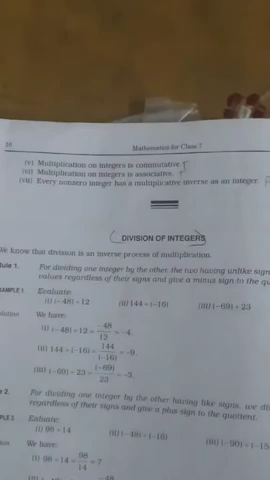 16 Mathematics for Class 7
(v) Multiplication on integers is commutative. T
(vi) Multiplication on integers is associative. T
(vii) Every nonzero integer has a multiplicative inverse as an integer.
DIVISION OF INTEGERS
We know that division is an inverse process of multiplication.
Rule 1. For dividing one integer by the other, the two having unlike sign
values regardless of their signs and give a minus sign to the qu
EXAMPLE 1 Evaluate:
(i) (−48) ÷ 12 (ii) 144 ÷ (−16) (iii) (−69) ÷ 23
Solution We have:
(i) (−48) ÷ 12 = −48/12 = −4.
(ii) 144 ÷ (−16) = 144/(−16) = −9.
(iii) (−69) ÷ 23 = (−69)/23 = −3.
For dividing one integer by the other having like signs, we di
regardless of their signs and give a plus sign to the quotient.
Evaluate:
(i) 98 ÷ 14 (ii) (−48) ÷ (−16) (iii) (−90) ÷ (−15
We have:
(i) 98 ÷ 14 = 98/14 = 7